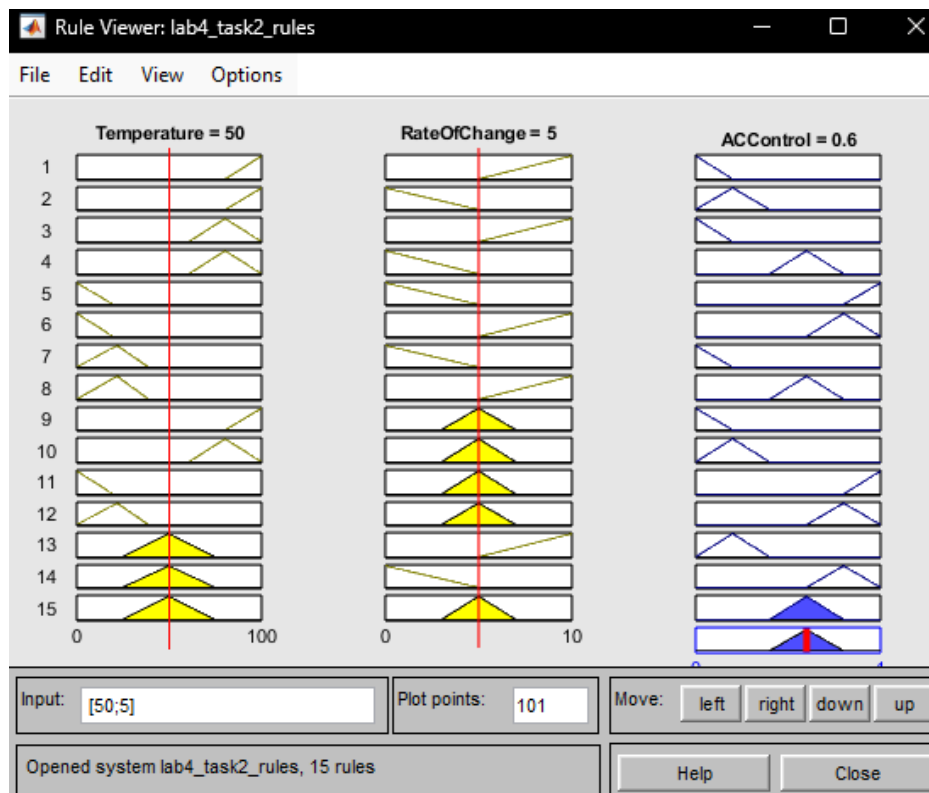 Rule Viewer: lab4_task2_rules
File Edit View Options
Temperature = 50 RateOfChange = 5 ACControl = 0.6
1
2
3
4
5
6
7
8
9
10
11
12
13
14
15
0 100 0 10
Input: [50;5] Plot points: 101 Move: left right down up
Opened system lab4_task2_rules, 15 rules Help Close